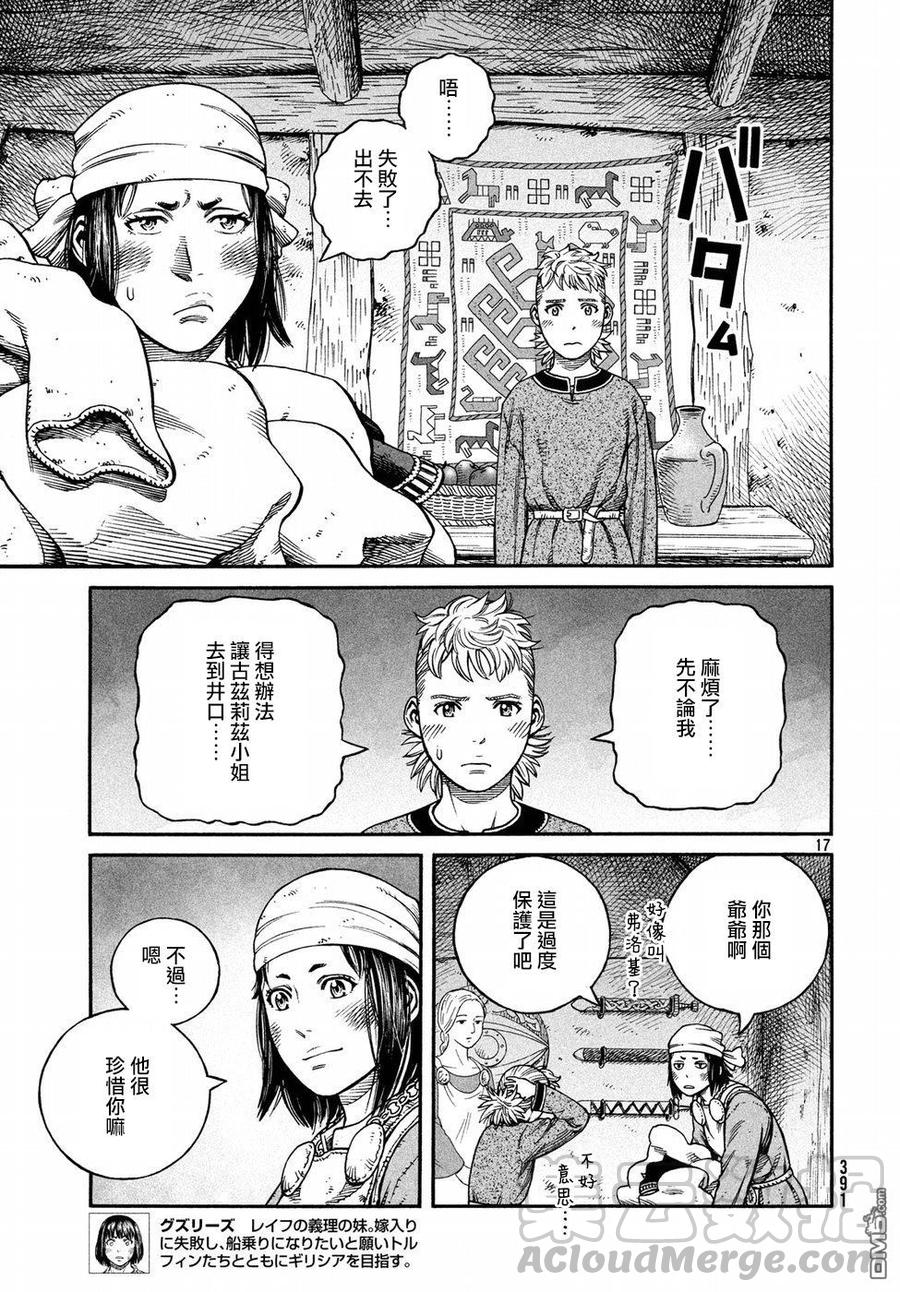 唔……
失敗了…
出不去
バタム
麻煩了…
先不論我
得想辦法
讓古茲莉茲小姐
去到井口……
17
你那個
爺爺啊
好像叫
弗洛基？
這是過度
保護了吧
不好
意思……
不過…
嗯
他很
珍惜你嘛
391
グズリーズ　レイフの義理の妹。嫁入り
に失敗し、船乗りになりたいと願いトル
フィンたちとともにギリシアを目指す。